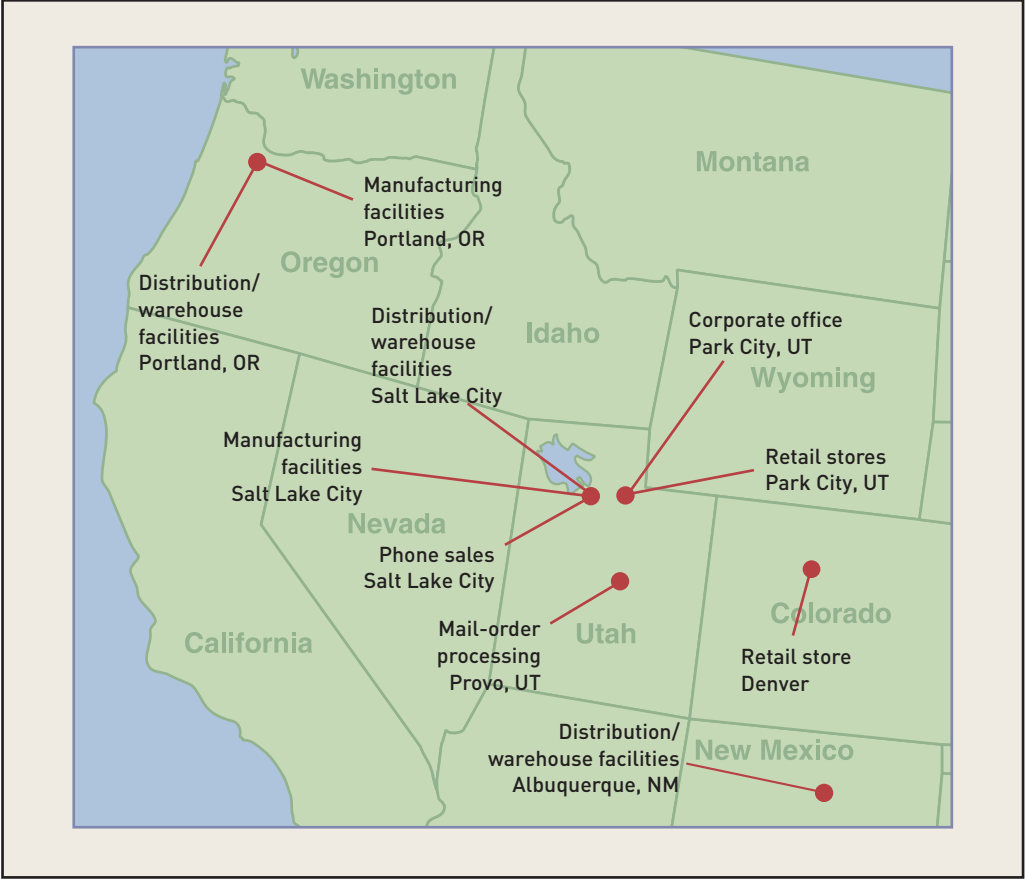 Washington
Montana
Manufacturing
facilities
Portland, OR
Oregon
Distribution/
warehouse
facilities
Portland, OR
Distribution/
warehouse
facilities
Salt Lake City
Idaho
Corporate office
Park City, UT
Wyoming
Manufacturing
facilities
Salt Lake City
Retail stores
Park City, UT
Nevada
Phone sales
Salt Lake City
California
Mail-order
processing
Provo, UT
Utah
Colorado
Retail store
Denver
Distribution/
warehouse facilities
Albuquerque, NM
New Mexico